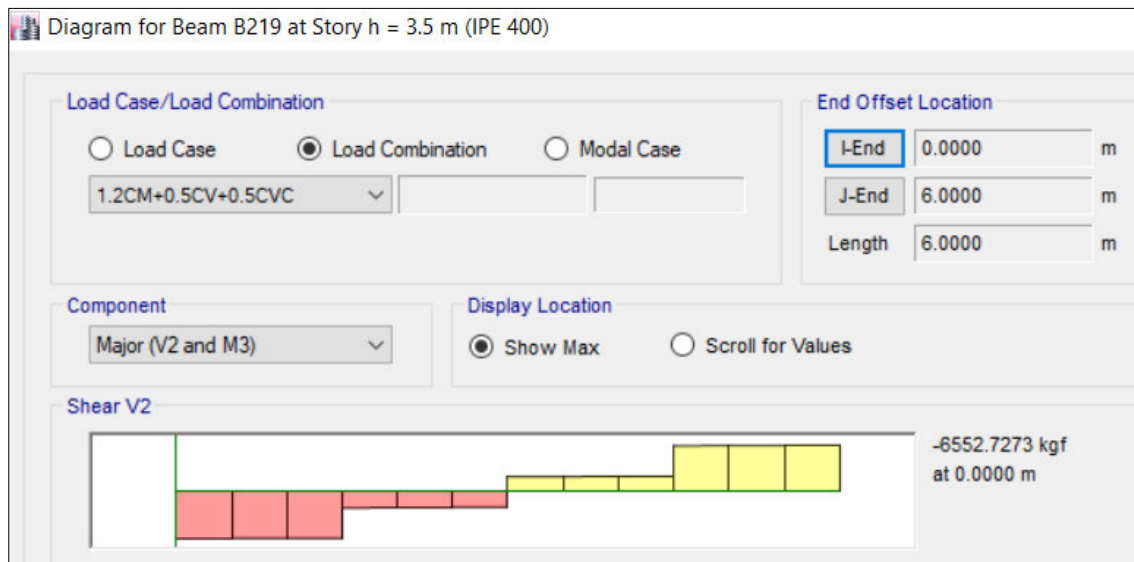 Diagram for Beam B219 at Story h = 3.5 m (IPE 400)
Load Case/Load Combination
Load Case
Load Combination
Modal Case
1.2CM+0.5CV+0.5CVC
End Offset Location
I-End 0.0000 m
J-End 6.0000 m
Length 6.0000 m
Component
Major (V2 and M3)
Display Location
Show Max
Scroll for Values
Shear V2
-6552.7273 kgf
at 0.0000 m